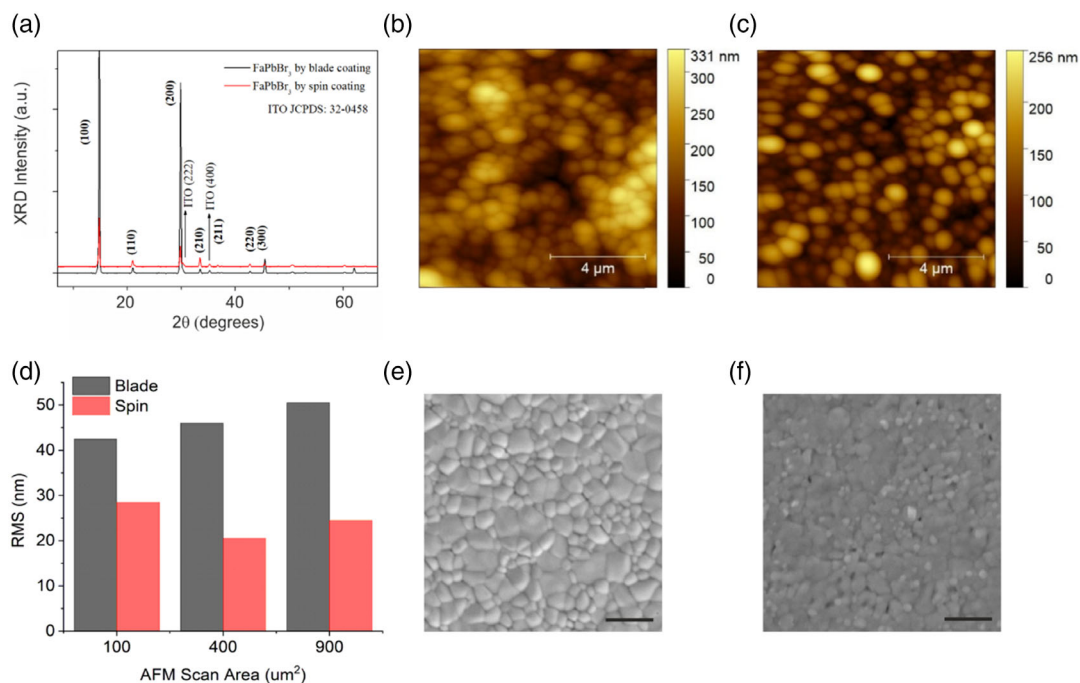 (a)
XRD Intensity (a.u.)
FaPbBr₃ by blade coating
FaPbBr₃ by spin coating
ITO JCPDS: 32-0458
(100)
(110)
(200)
ITO (222)
(210)
ITO (400)
(211)
(220)
(300)
20
40
60
2θ (degrees)
(b)
4 μm
331 nm
300
250
200
150
100
50
0
(c)
4 μm
256 nm
200
150
100
50
0
(d)
Blade
Spin
RMS (nm)
50
40
30
20
10
0
100
400
900
AFM Scan Area (um²)
(e)
(f)